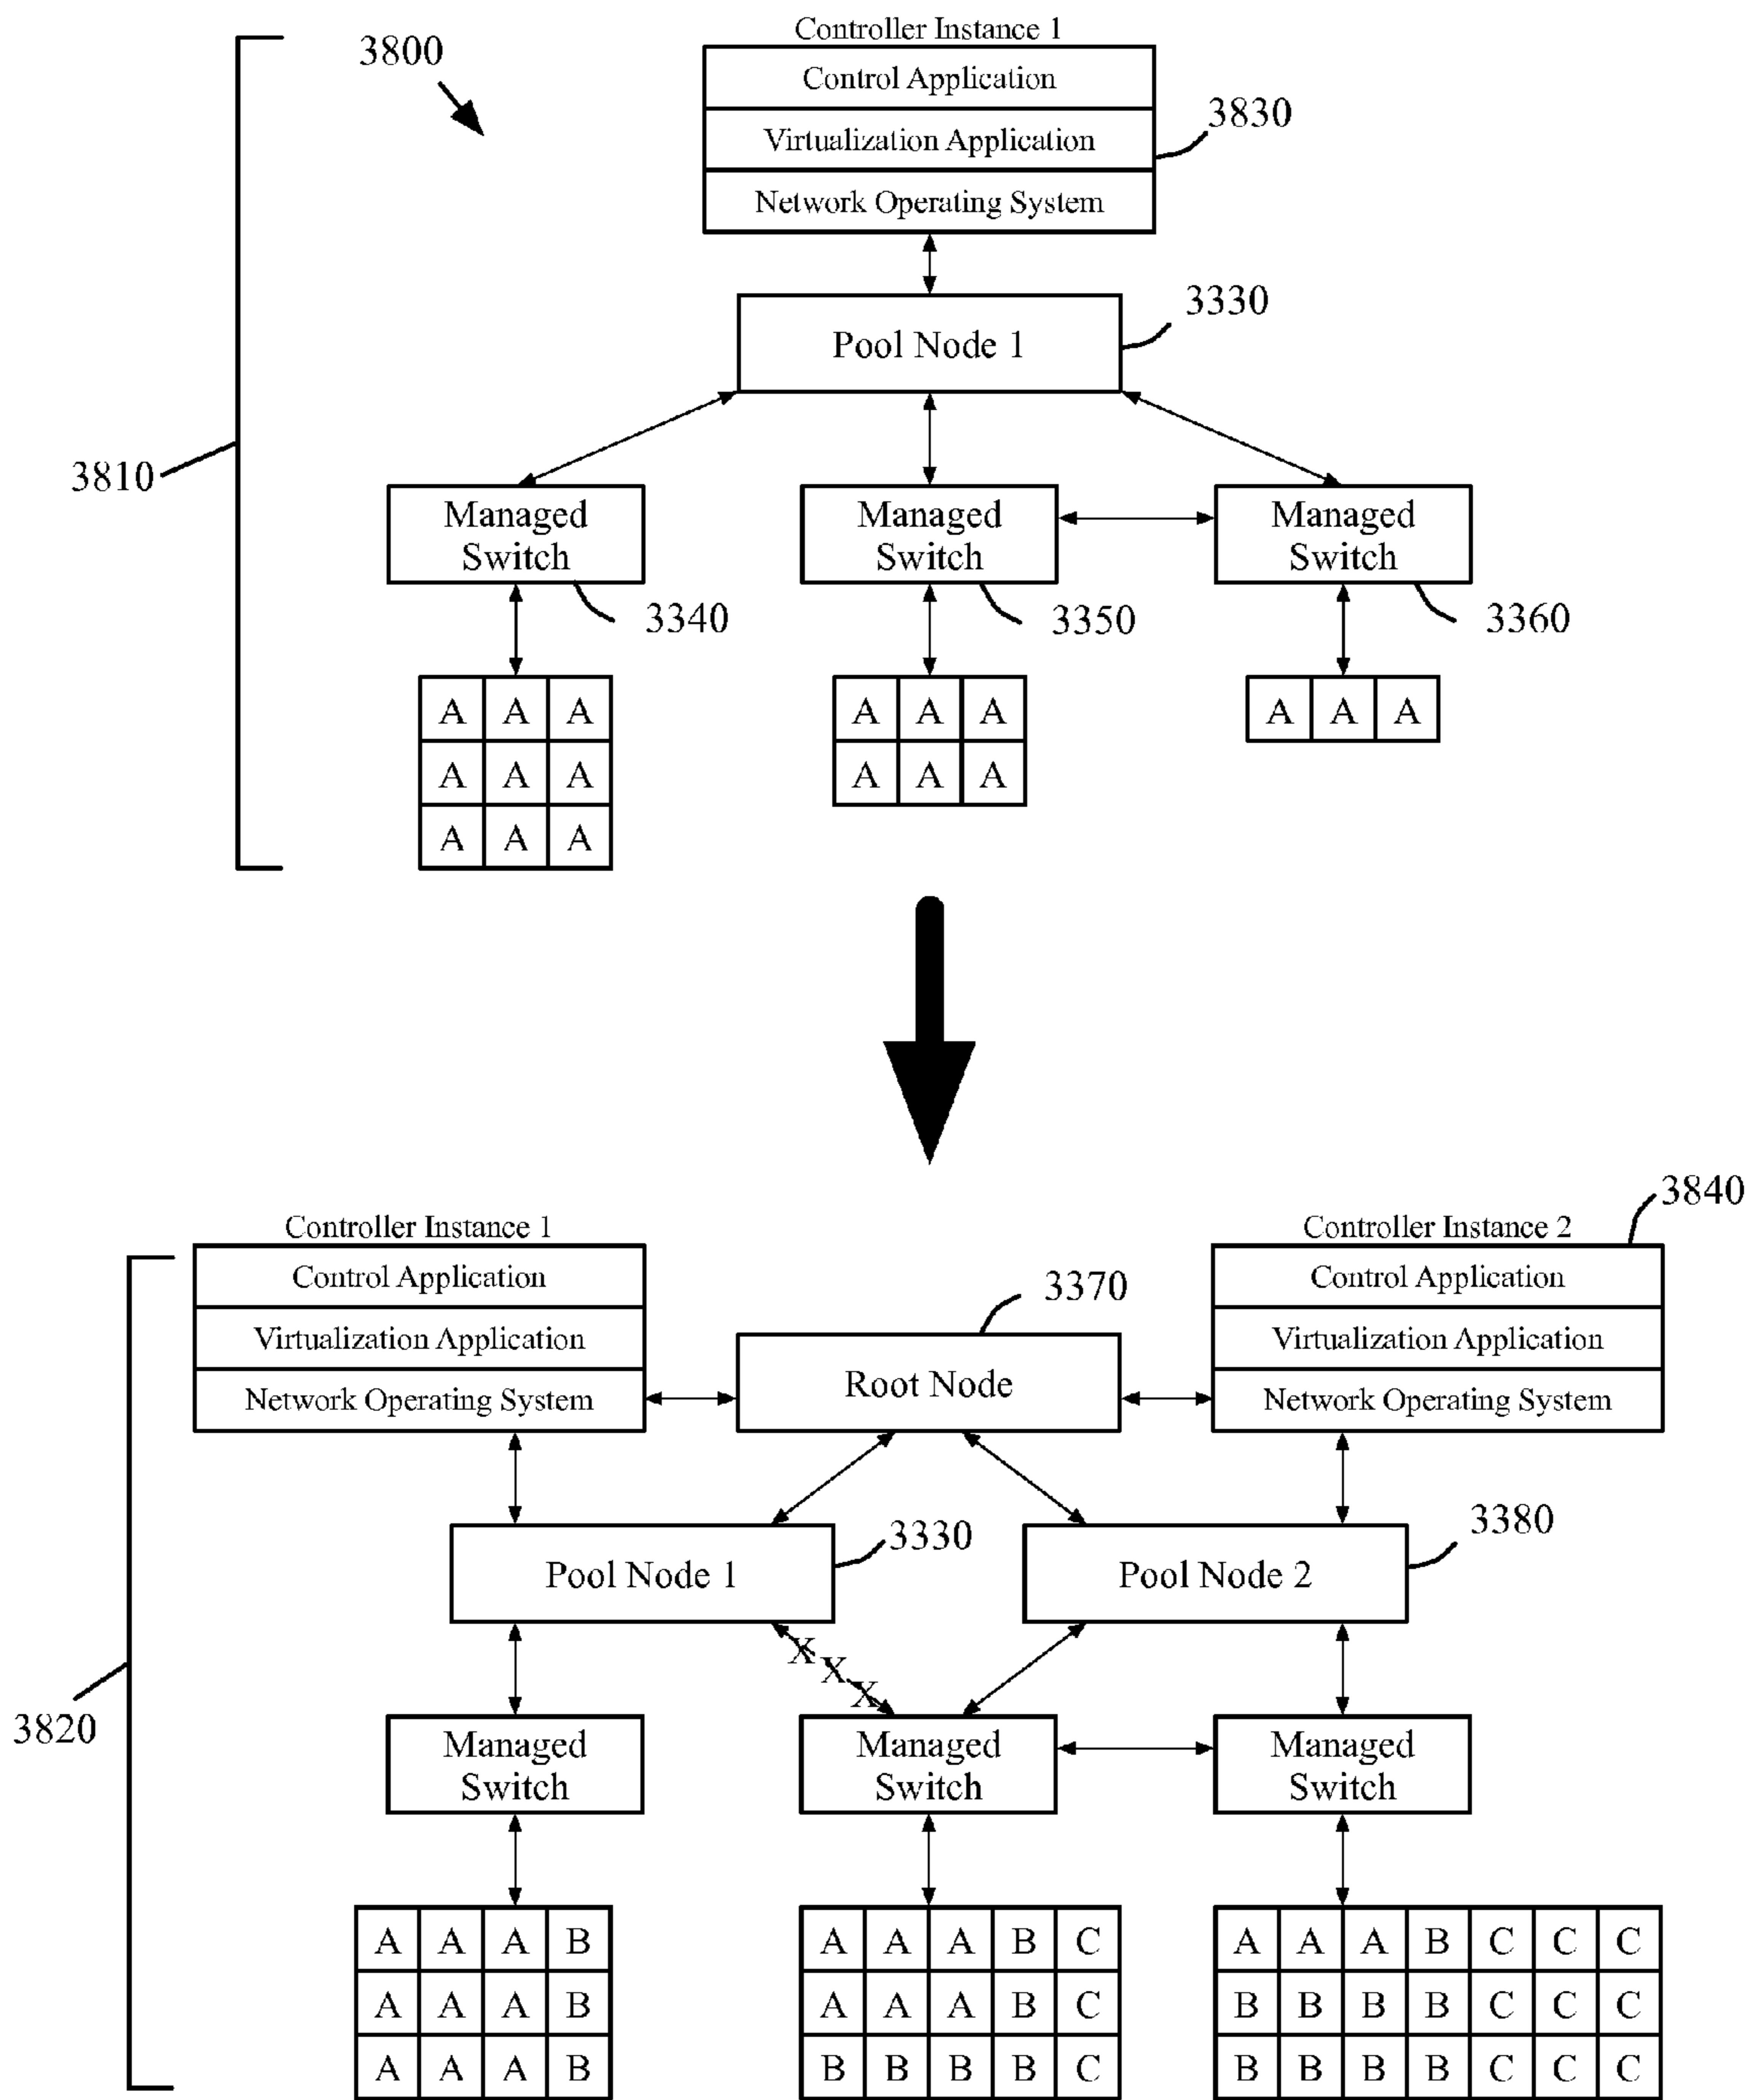 Controller Instance 1
3800
Control Application
3830
Virtualization Application
Network Operating System
3330
Pool Node 1
3810
Managed Switch
Managed Switch
Managed Switch
3340
3350
3360
A A A
A A A
A A A
A A A
A A A
A A A
3840
Controller Instance 1
Controller Instance 2
Control Application
Control Application
3370
Virtualization Application
Virtualization Application
Root Node
Network Operating System
Network Operating System
3330
3380
Pool Node 1
Pool Node 2
X
X
X
3820
Managed Switch
Managed Switch
Managed Switch
A A A B
A A A B
A A A B
A A A B C
A A A B C
B B B B C
A A A B C C C
B B B B C C C
B B B B C C C